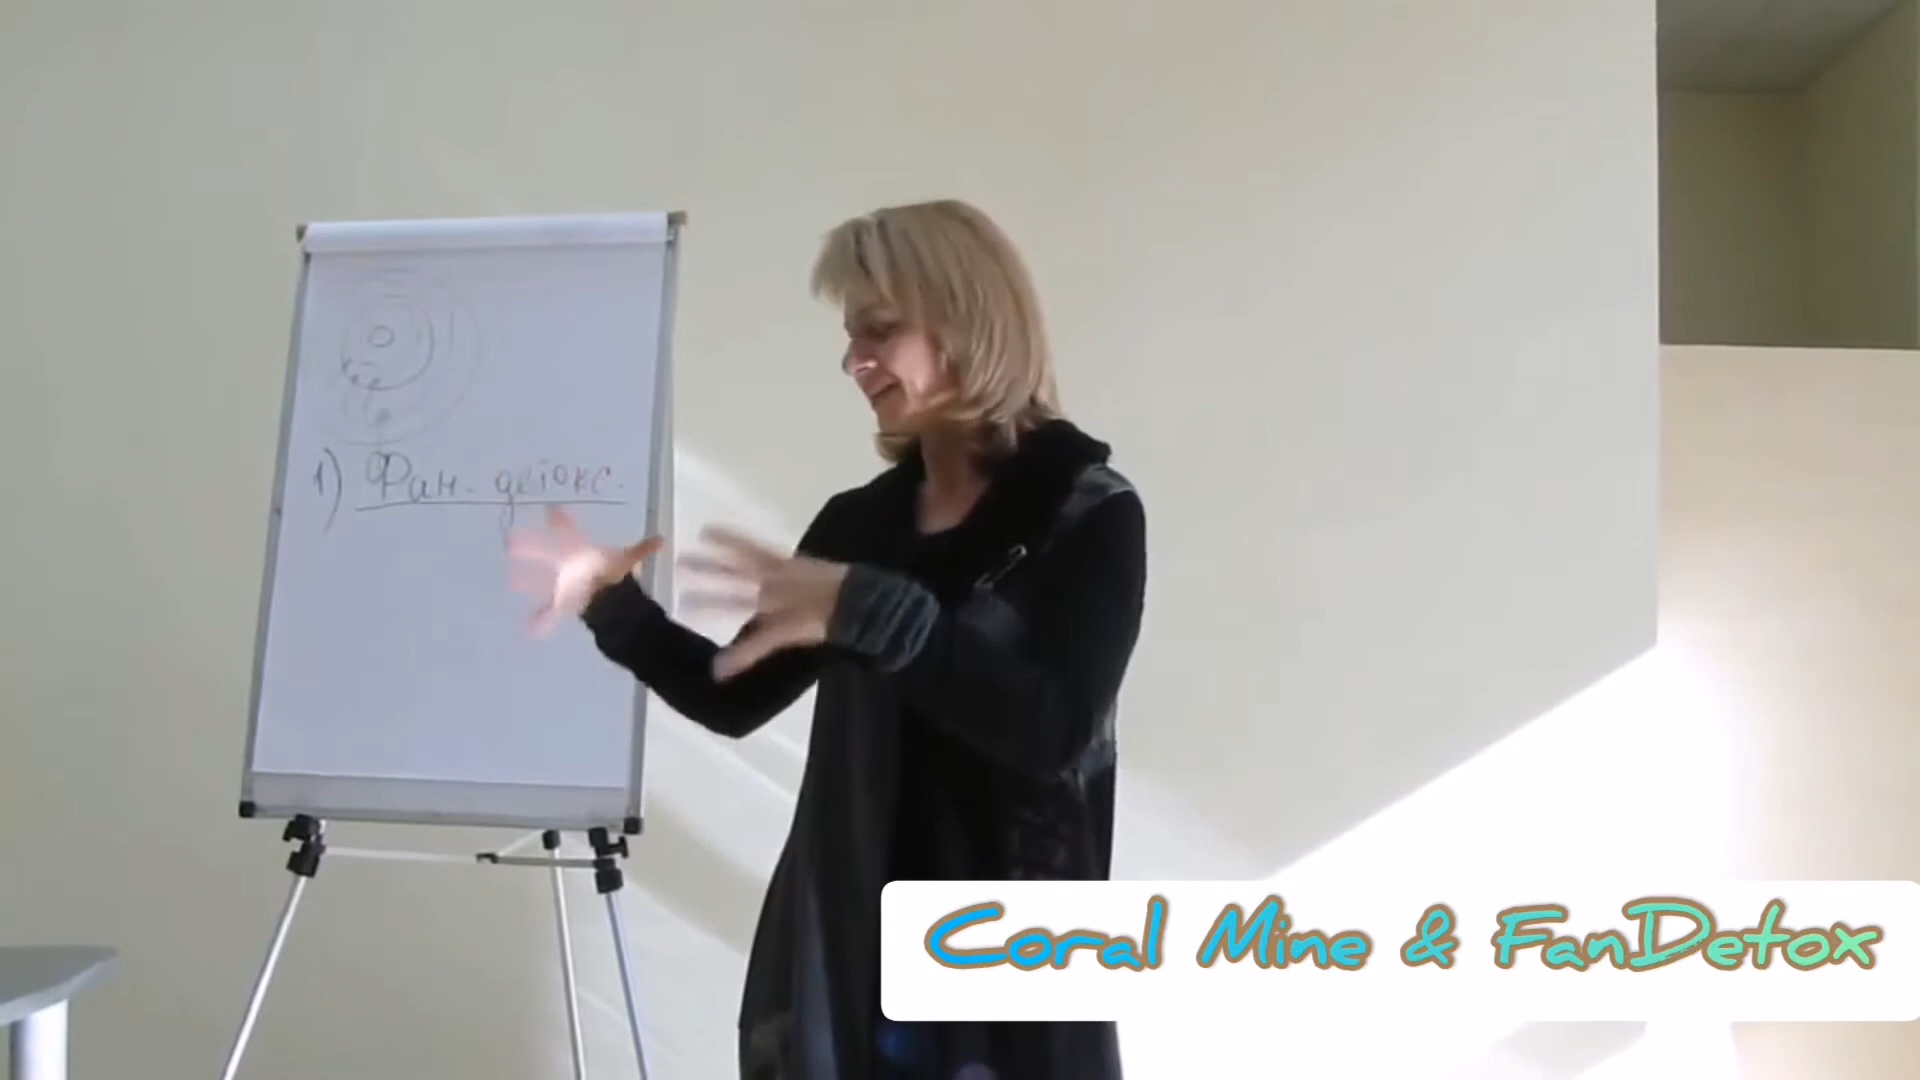 1) Фан. детокс.
Coral Mine & FanDetox